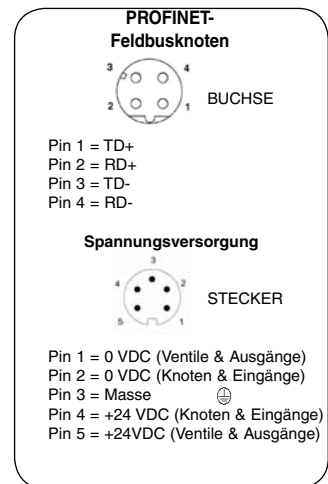 PROFINET-
Feldbusknoten
3 4
2 1
BUCHSE
Pin 1 = TD+
Pin 2 = RD+
Pin 3 = TD-
Pin 4 = RD-
Spannungsversorgung
3
4 2
STECKER
5 1
Pin 1 = 0 VDC (Ventile & Ausgänge)
Pin 2 = 0 VDC (Knoten & Eingänge)
Pin 3 = Masse
Pin 4 = +24 VDC (Knoten & Eingänge)
Pin 5 = +24VDC (Ventile & Ausgänge)